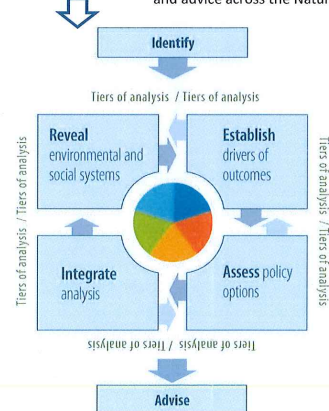 and advice across the Natur
Identify
Tiers of analysis / Tiers of analysis
Reveal
environmental and
social systems
Establish
drivers of
outcomes
Tiers of analysis / Tiers of analysis
Tiers of analysis / Tiers of analysis
Integrate
analysis
Assess policy
options
Tiers of analysis / Tiers of analysis
Advise